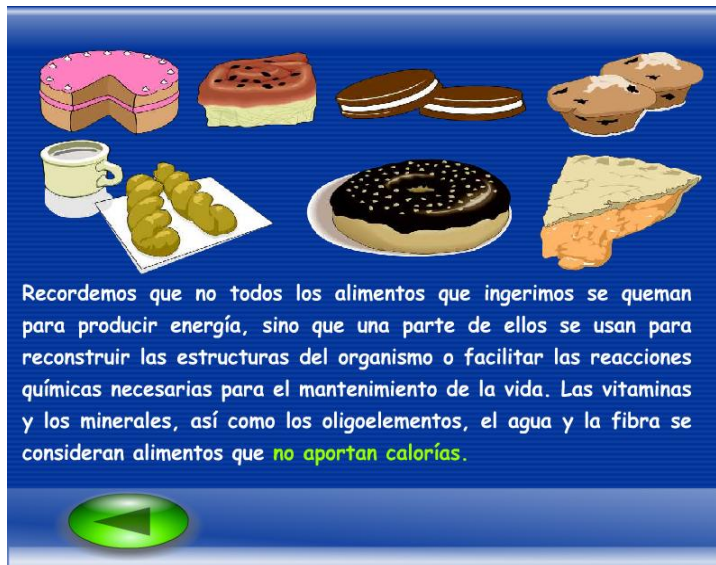 Recordemos que no todos los alimentos que ingerimos se queman
para producir energía, sino que una parte de ellos se usan para
reconstruir las estructuras del organismo o facilitar las reacciones
químicas necesarias para el mantenimiento de la vida. Las vitaminas
y los minerales, así como los oligoelementos, el agua y la fibra se
consideran alimentos que no aportan calorías.